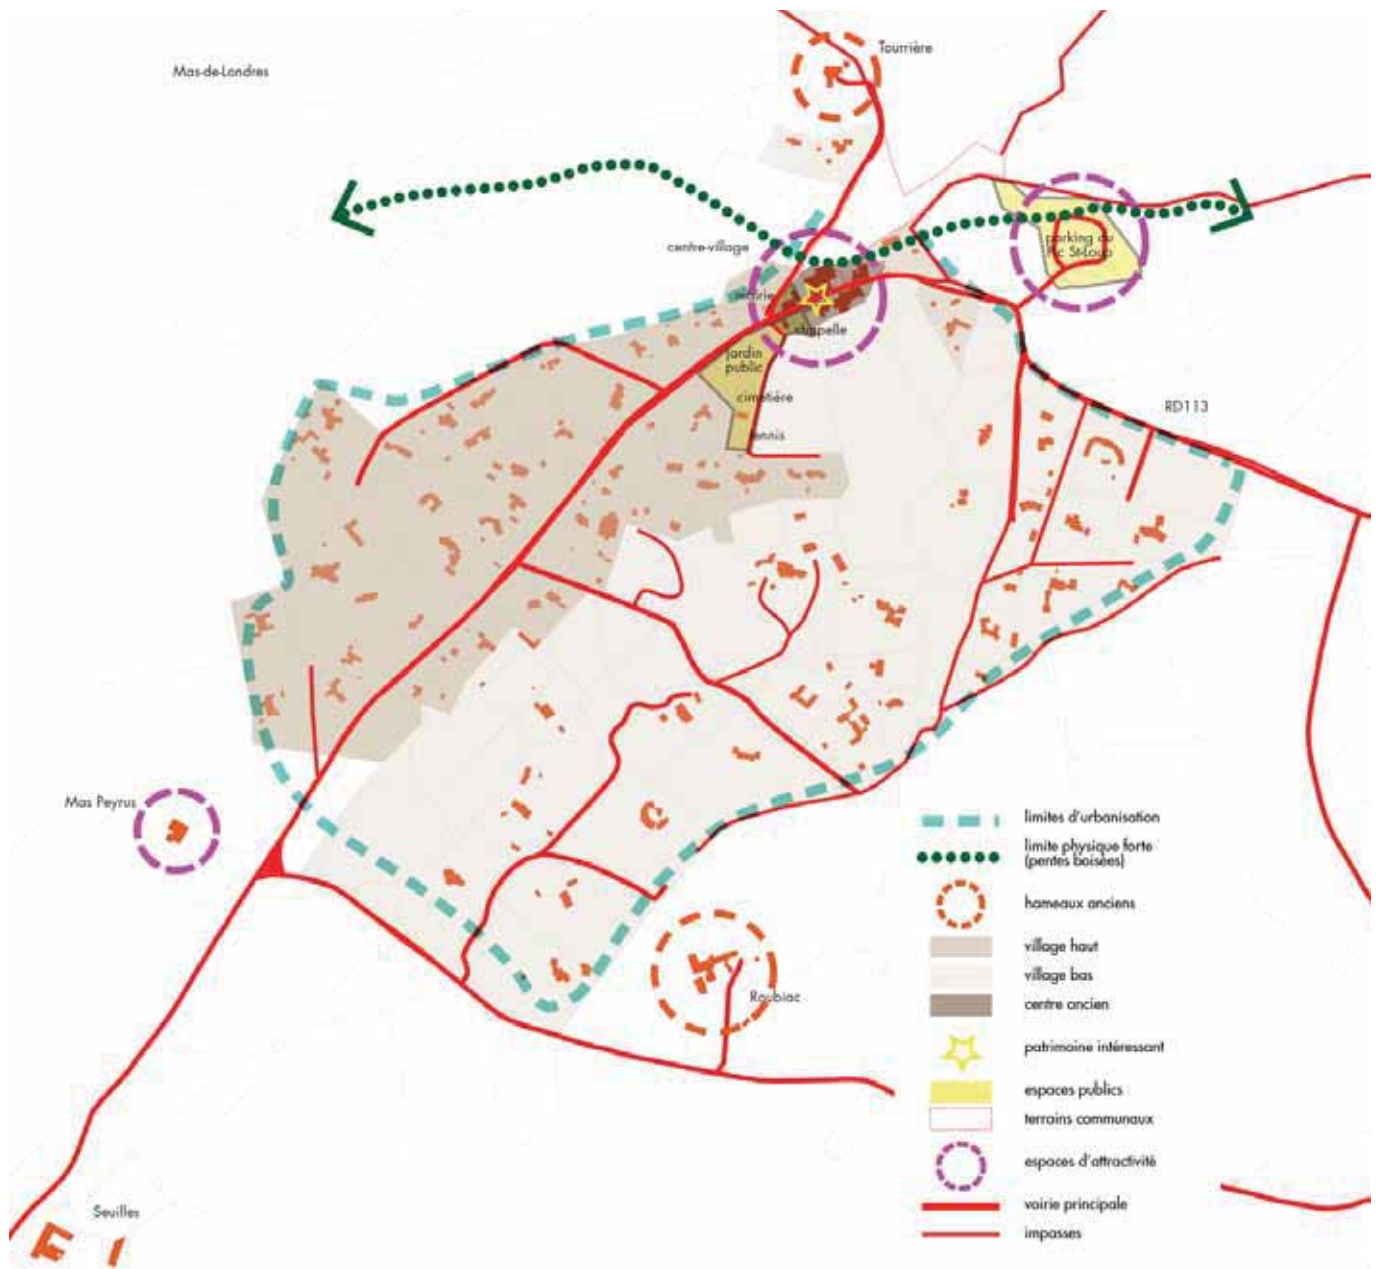 Tourrière
Mas-de-Londres
centre-village
parking du
Pic St-Loup
mairie
chapelle
jardin
public
cimetière
tennis
RD113
Mas Peyrus
Roubiac
Seuilles
limites d'urbanisation
limite physique forte
(pentes boisées)
hameaux anciens
village haut
village bas
centre ancien
patrimoine intéressant
espaces publics
terrains communaux
espaces d'attractivité
voirie principale
impasses